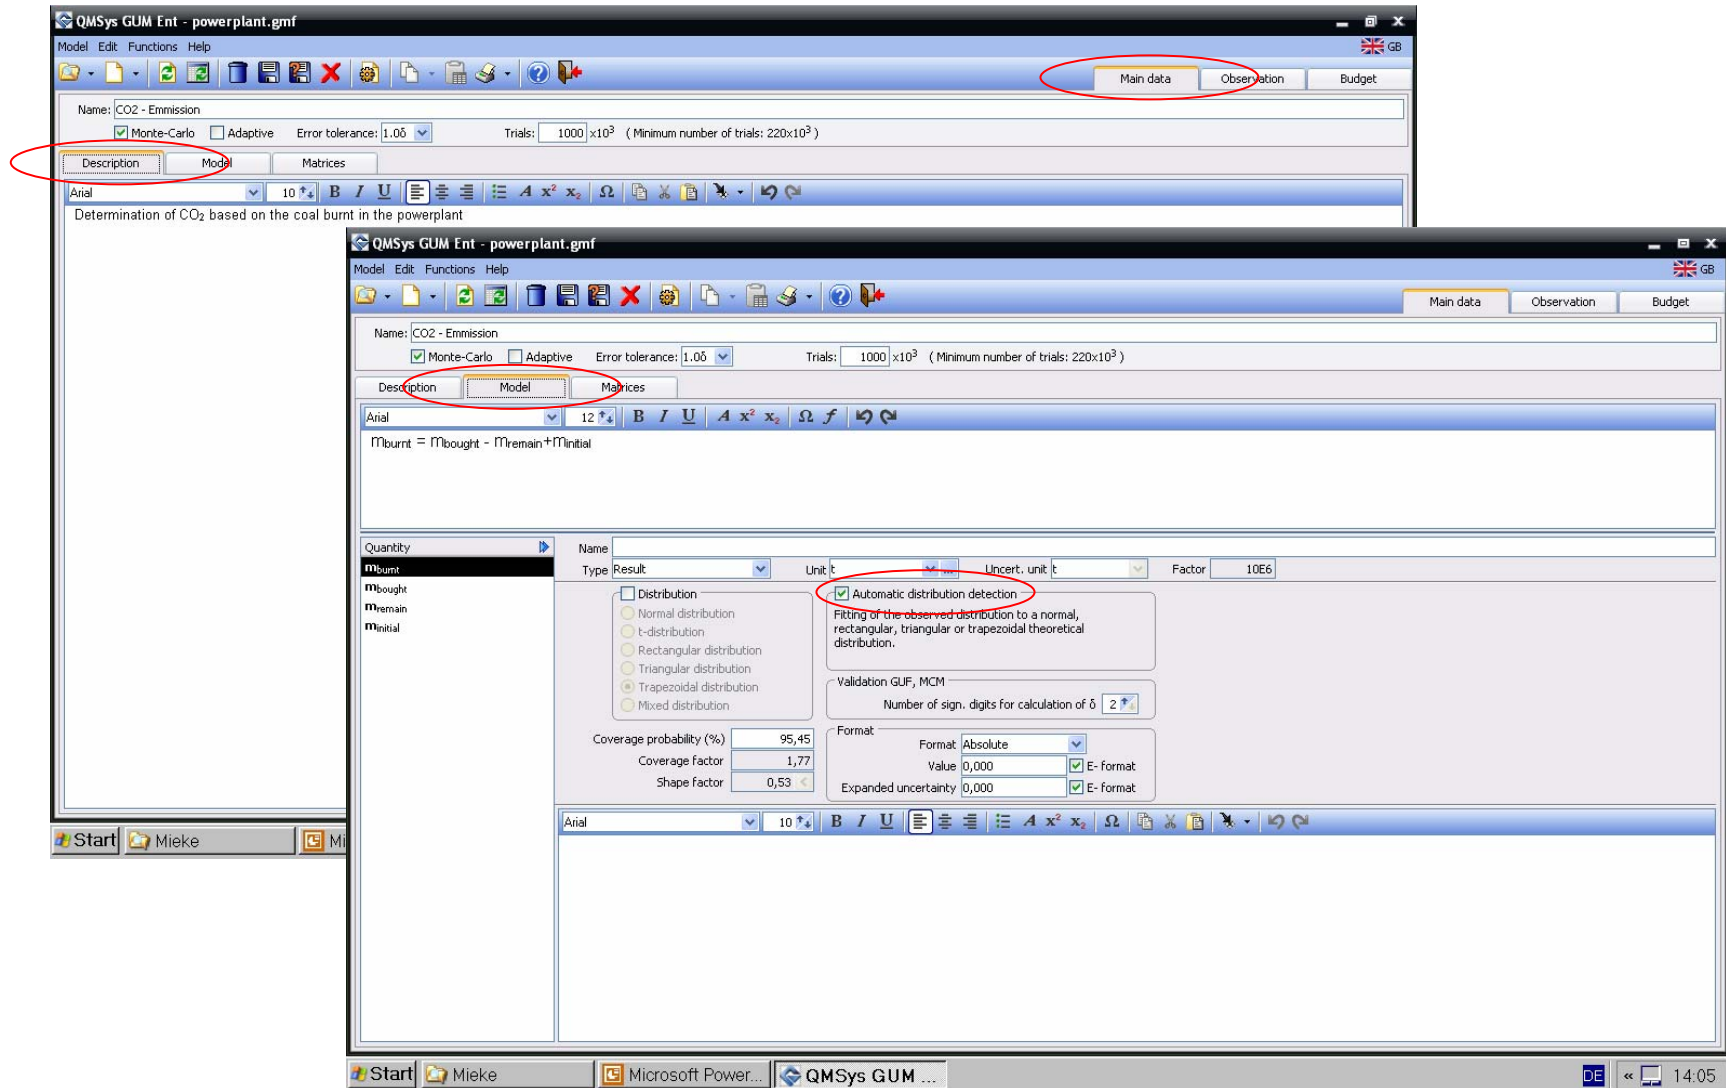 QMSys GUM Ent - powerplant.gmf
Model Edit Functions Help
GB
Main data Observation Budget
Name: CO2 - Emmission
Monte-Carlo Adaptive Error tolerance: 1.0δ Trials: 1000 x10³ ( Minimum number of trials: 220x10³ )
Description Model Matrices
Arial 10 B I U A x² x₂ Ω
Determination of CO₂ based on the coal burnt in the powerplant
Start Mieke Mi
QMSys GUM Ent - powerplant.gmf
Model Edit Functions Help
GB
Main data Observation Budget
Name: CO2 - Emmission
Monte-Carlo Adaptive Error tolerance: 1.0δ Trials: 1000 x10³ ( Minimum number of trials: 220x10³ )
Description Model Matrices
Arial 12 B I U A x² x₂ Ω f
mburnt = mbought - mremain+minitial
Quantity
mburnt
mbought
mremain
minitial
Name
Type Result Unit t ... Uncert. unit t Factor 10E6
Distribution
Normal distribution
t-distribution
Rectangular distribution
Triangular distribution
Trapezoidal distribution
Mixed distribution
Automatic distribution detection
Fitting of the observed distribution to a normal,
rectangular, triangular or trapezoidal theoretical
distribution.
Validation GUF, MCM
Number of sign. digits for calculation of δ 2
Coverage probability (%) 95,45
Coverage factor 1,77
Shape factor 0,53 <
Format
Format Absolute
Value 0,000 E- format
Expanded uncertainty 0,000 E- format
Arial 10 B I U A x² x₂ Ω
Start Mieke Microsoft Power... QMSys GUM ... DE « 14:05